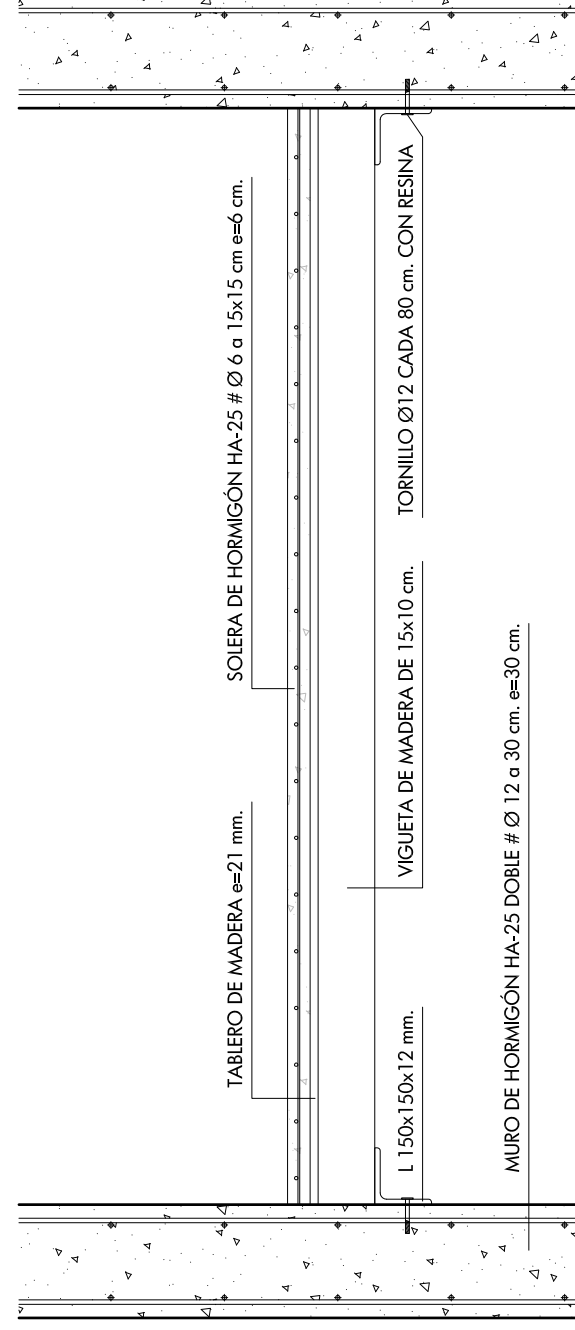 SOLERA DE HORMIGÓN HA-25 # Ø 6 a 15x15 cm e=6 cm.
TABLERO DE MADERA e=21 mm.
TORNILLO Ø12 CADA 80 cm. CON RESINA
VIGUETA DE MADERA DE 15x10 cm.
L 150x150x12 mm.
MURO DE HORMIGÓN HA-25 DOBLE # Ø 12 a 30 cm. e=30 cm.